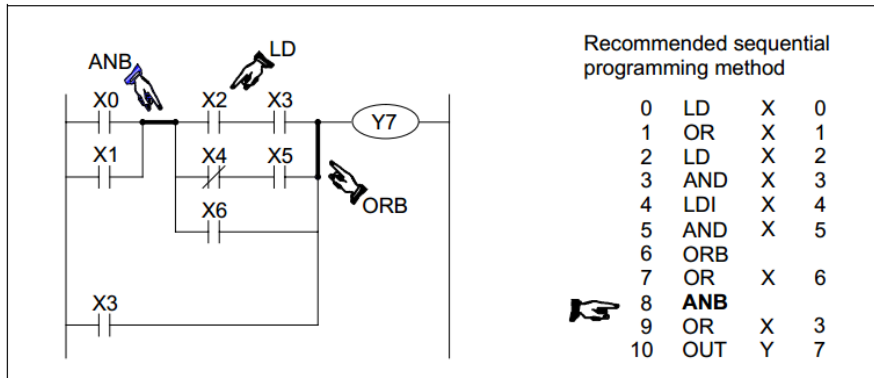 ANB
LD
X0
X2
X3
Y7
X1
X4
X5
ORB
X6
X3
Recommended sequential
programming method
0 LD X 0
1 OR X 1
2 LD X 2
3 AND X 3
4 LDI X 4
5 AND X 5
6 ORB
7 OR X 6
8 ANB
9 OR X 3
10 OUT Y 7